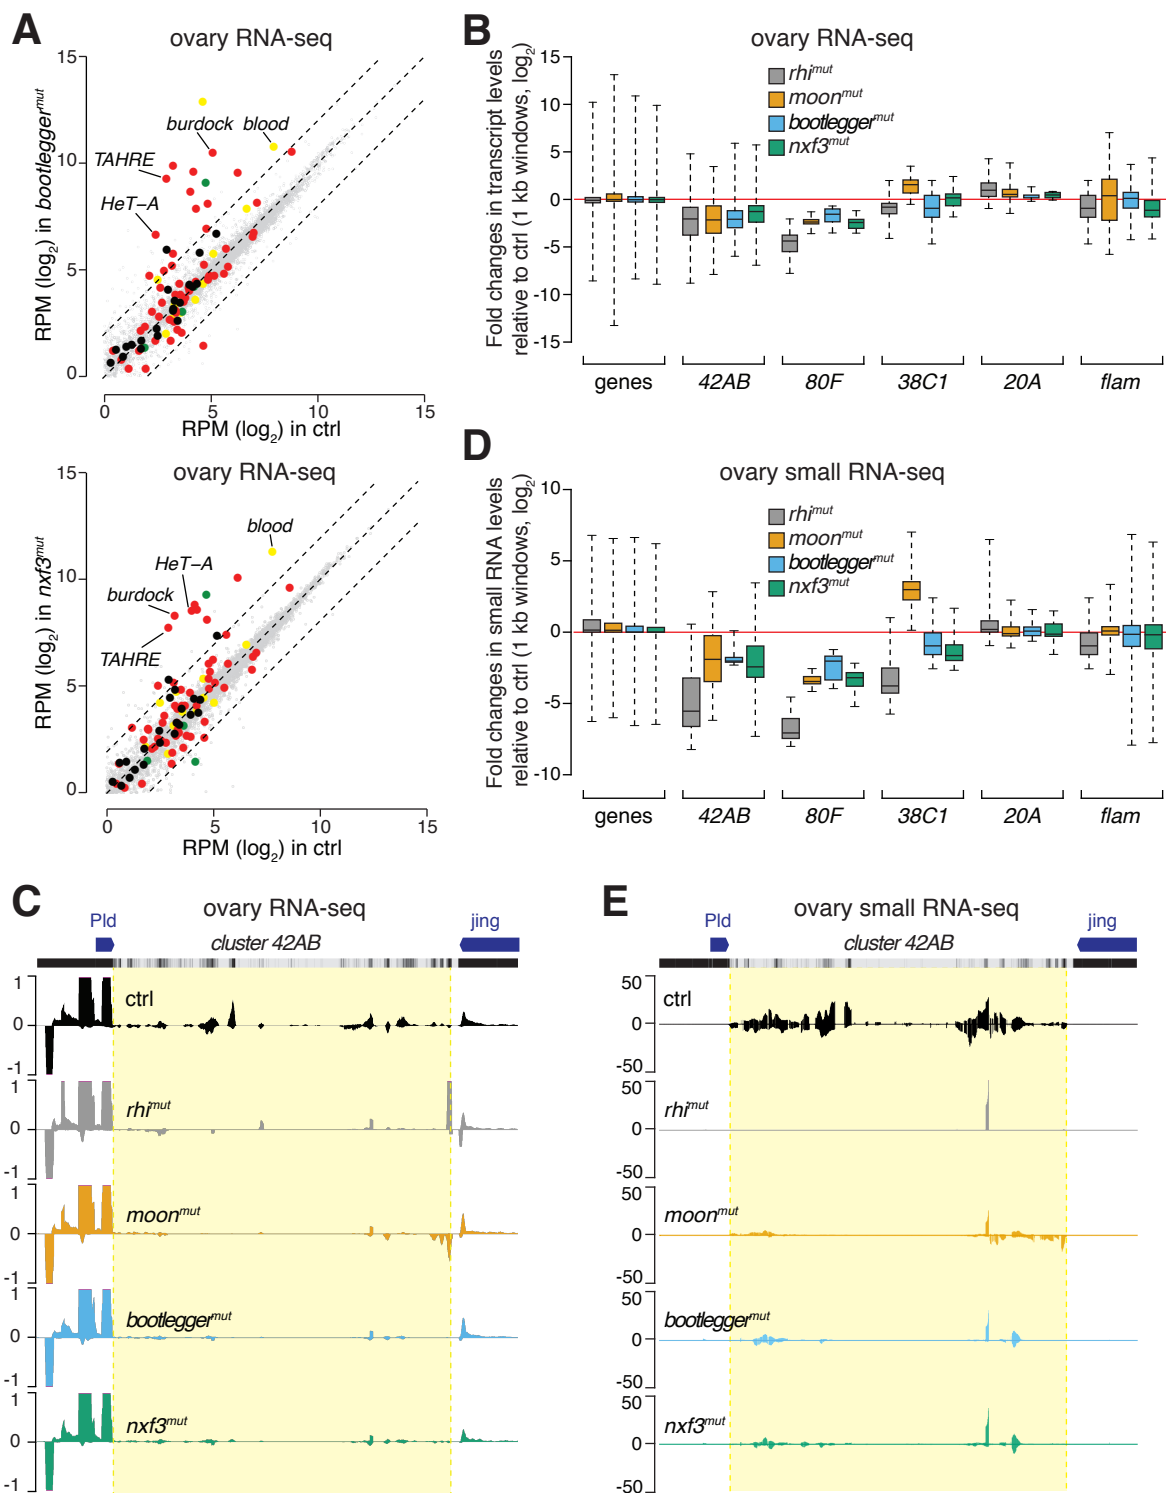 A
ovary RNA-seq
RPM (log2) in bootleggermut
15
10
5
0
burdock
blood
TAHRE
HeT-A
0
5
10
15
RPM (log2) in ctrl
ovary RNA-seq
RPM (log2) in nxf3mut
15
10
5
0
blood
HeT-A
burdock
TAHRE
0
5
10
15
RPM (log2) in ctrl
B
ovary RNA-seq
Fold changes in transcript levels
relative to ctrl (1 kb windows, log2)
15
10
5
0
-5
-10
-15
rhimut
moonmut
bootleggermut
nxf3mut
genes
42AB
80F
38C1
20A
flam
D
ovary small RNA-seq
Fold changes in small RNA levels
relative to ctrl (1 kb windows, log2)
10
5
0
-5
-10
rhimut
moonmut
bootleggermut
nxf3mut
genes
42AB
80F
38C1
20A
flam
C
ovary RNA-seq
Pld
cluster 42AB
jing
1
0
-1
ctrl
1
0
-1
rhimut
1
0
-1
moonmut
1
0
-1
bootleggermut
1
0
-1
nxf3mut
E
ovary small RNA-seq
Pld
cluster 42AB
jing
50
0
-50
ctrl
50
0
-50
rhimut
50
0
-50
moonmut
50
0
-50
bootleggermut
50
0
-50
nxf3mut